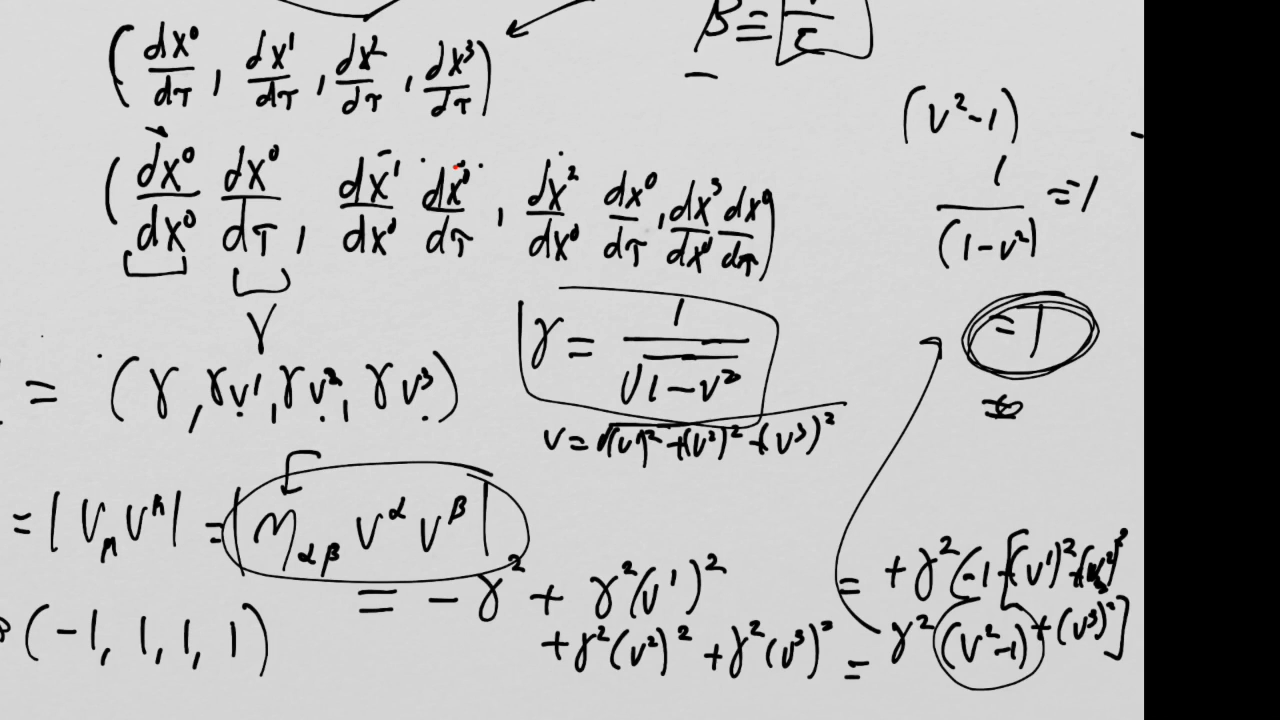 (dx⁰/dτ, dx¹/dτ, dx²/dτ, dx³/dτ)
β ≡ v/c
(dx⁰/dx⁰ dx⁰/dτ, dx¹/dx⁰ dx⁰/dτ, dx²/dx⁰ dx⁰/dτ, dx³/dx⁰ dx⁰/dτ)
γ
(v²-1)
1/(1-v²) = -1
= 1
= (γ, γv¹, γv², γv³)
γ = 1/√(1-v²)
v = √(v¹)²+(v²)²+(v³)²
= |V_μ V^μ| = |η_αβ V^α V^β|
(-1, 1, 1, 1)
= -γ² + γ²(v¹)²
+γ²(v²)² + γ²(v³)²
= +γ²(-1+[(v¹)²+(v²)²
+(v³)²]
= γ²(v²-1)